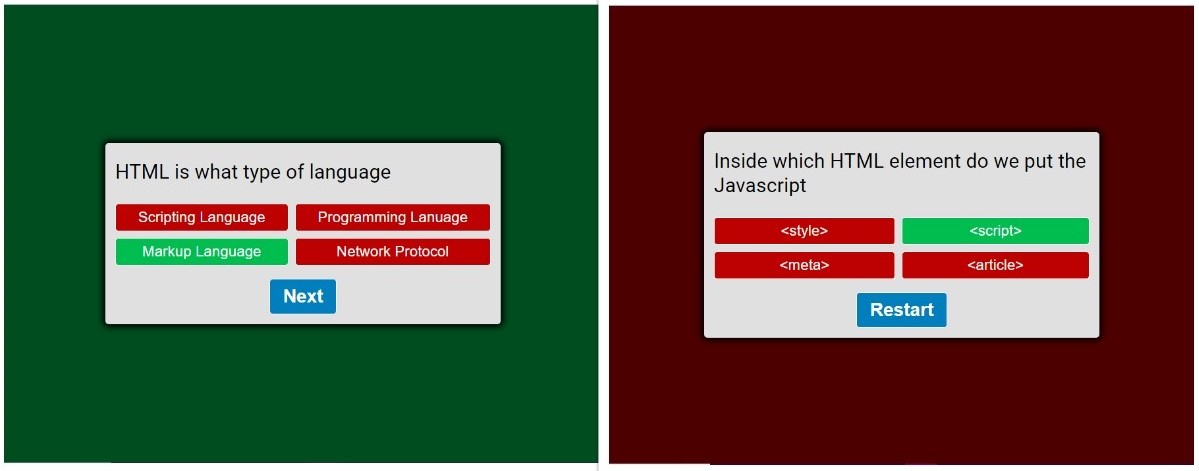 HTML is what type of language
Scripting Language
Programming Lanuage
Markup Language
Network Protocol
Next
Inside which HTML element do we put the
Javascript
<style>
<script>
<meta>
<article>
Restart